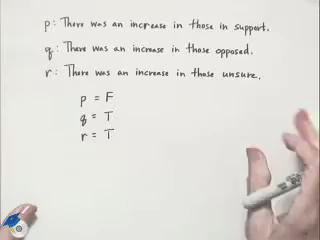 p: There was an increase in those in support.
q: There was an increase in those opposed.
r: There was an increase in those unsure.
p = F
q = T
r = T